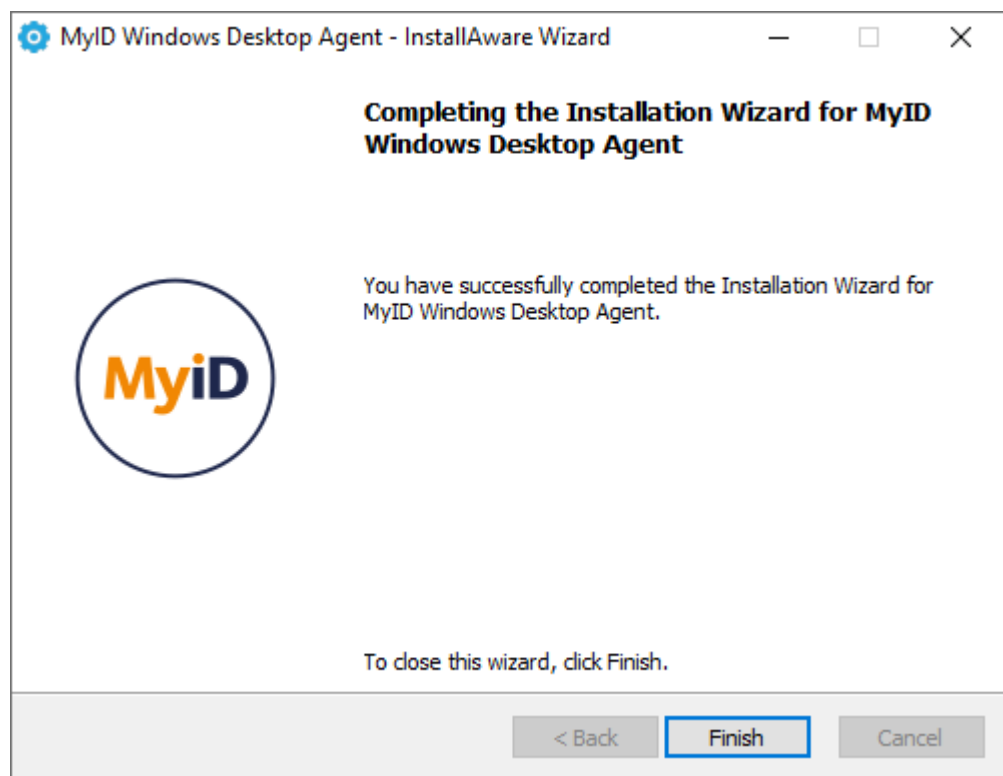 MyID Windows Desktop Agent - InstallAware Wizard
Completing the Installation Wizard for MyID
Windows Desktop Agent
You have successfully completed the Installation Wizard for
MyID Windows Desktop Agent.
MyiD
To close this wizard, click Finish.
< Back
Finish
Cancel